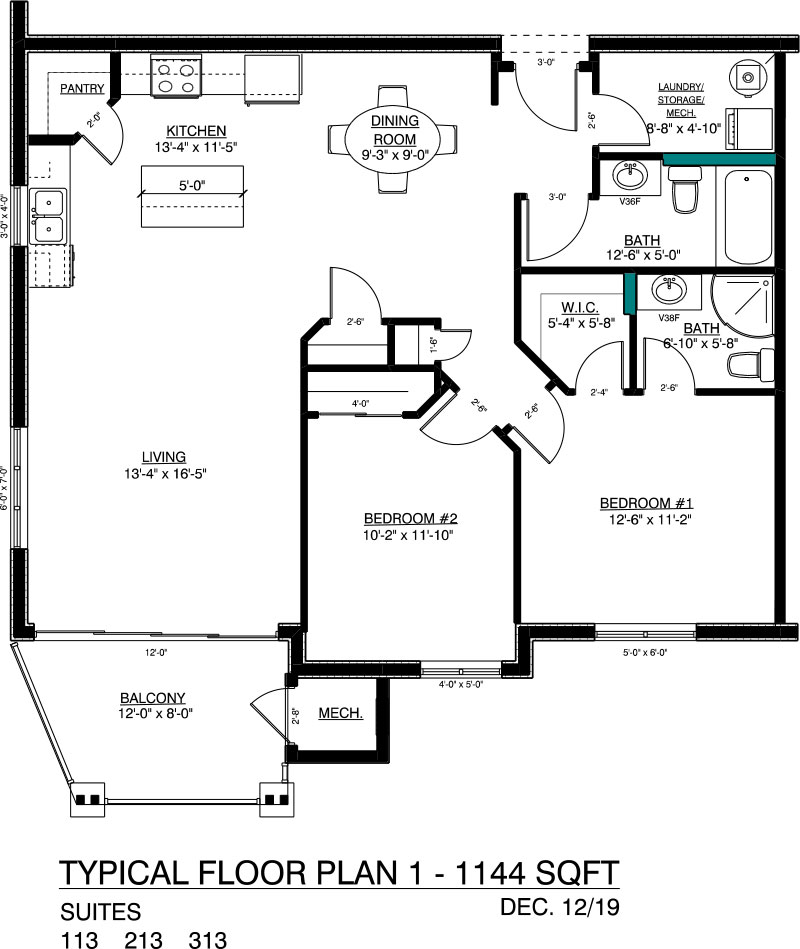 3'-0"
PANTRY
2'-0"
KITCHEN
13'-4" x 11'-5"
5'-0"
DINING
ROOM
9'-3" x 9'-0"
LAUNDRY/
STORAGE/
MECH.
8'-8" x 4'-10"
2'-6"
3'-0"
V36F
BATH
12'-6" x 5'-0"
3'-0" x 4'-0"
W.I.C.
5'-4" x 5'-8"
V38F
BATH
6'-10" x 5'-8"
2'-6"
1'-6"
4'-0"
2'-6"
2'-6"
2'-4"
2'-6"
LIVING
13'-4" x 16'-5"
6'-0" x 7'-0"
BEDROOM #2
10'-2" x 11'-10"
BEDROOM #1
12'-6" x 11'-2"
12'-0"
5'-0" x 6'-0"
4'-0" x 5'-0"
BALCONY
12'-0" x 8'-0"
2'-8"
MECH.
TYPICAL FLOOR PLAN 1 - 1144 SQFT
SUITES
DEC. 12/19
113 213 313